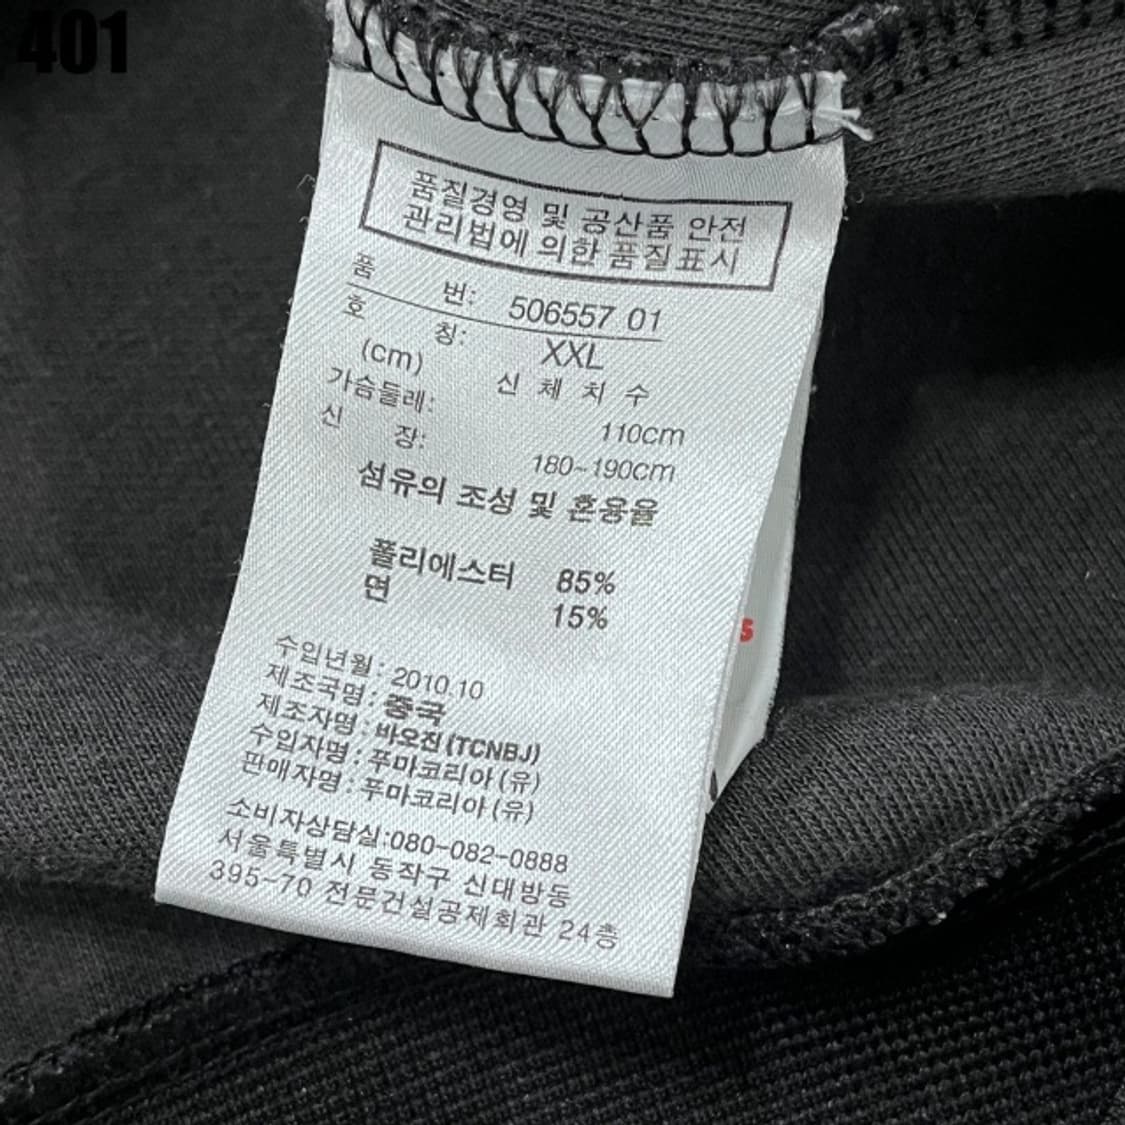 401
품질경영 및 공산품 안전
관리법에 의한 품질표시
품 번: 506557 01
호 칭: XXL
(cm) 신 체 치 수
가슴둘레: 110cm
신 장: 180~190cm
섬유의 조성 및 혼용율
폴리에스터 85%
면 15%
수입년월: 2010.10
제조국명: 중국
제조자명: 바오진(TCNBJ)
수입자명: 푸마코리아(유)
판매자명: 푸마코리아(유)
소비자상담실:080-082-0888
서울특별시 동작구 신대방동
395-70 전문건설공제회관 24층